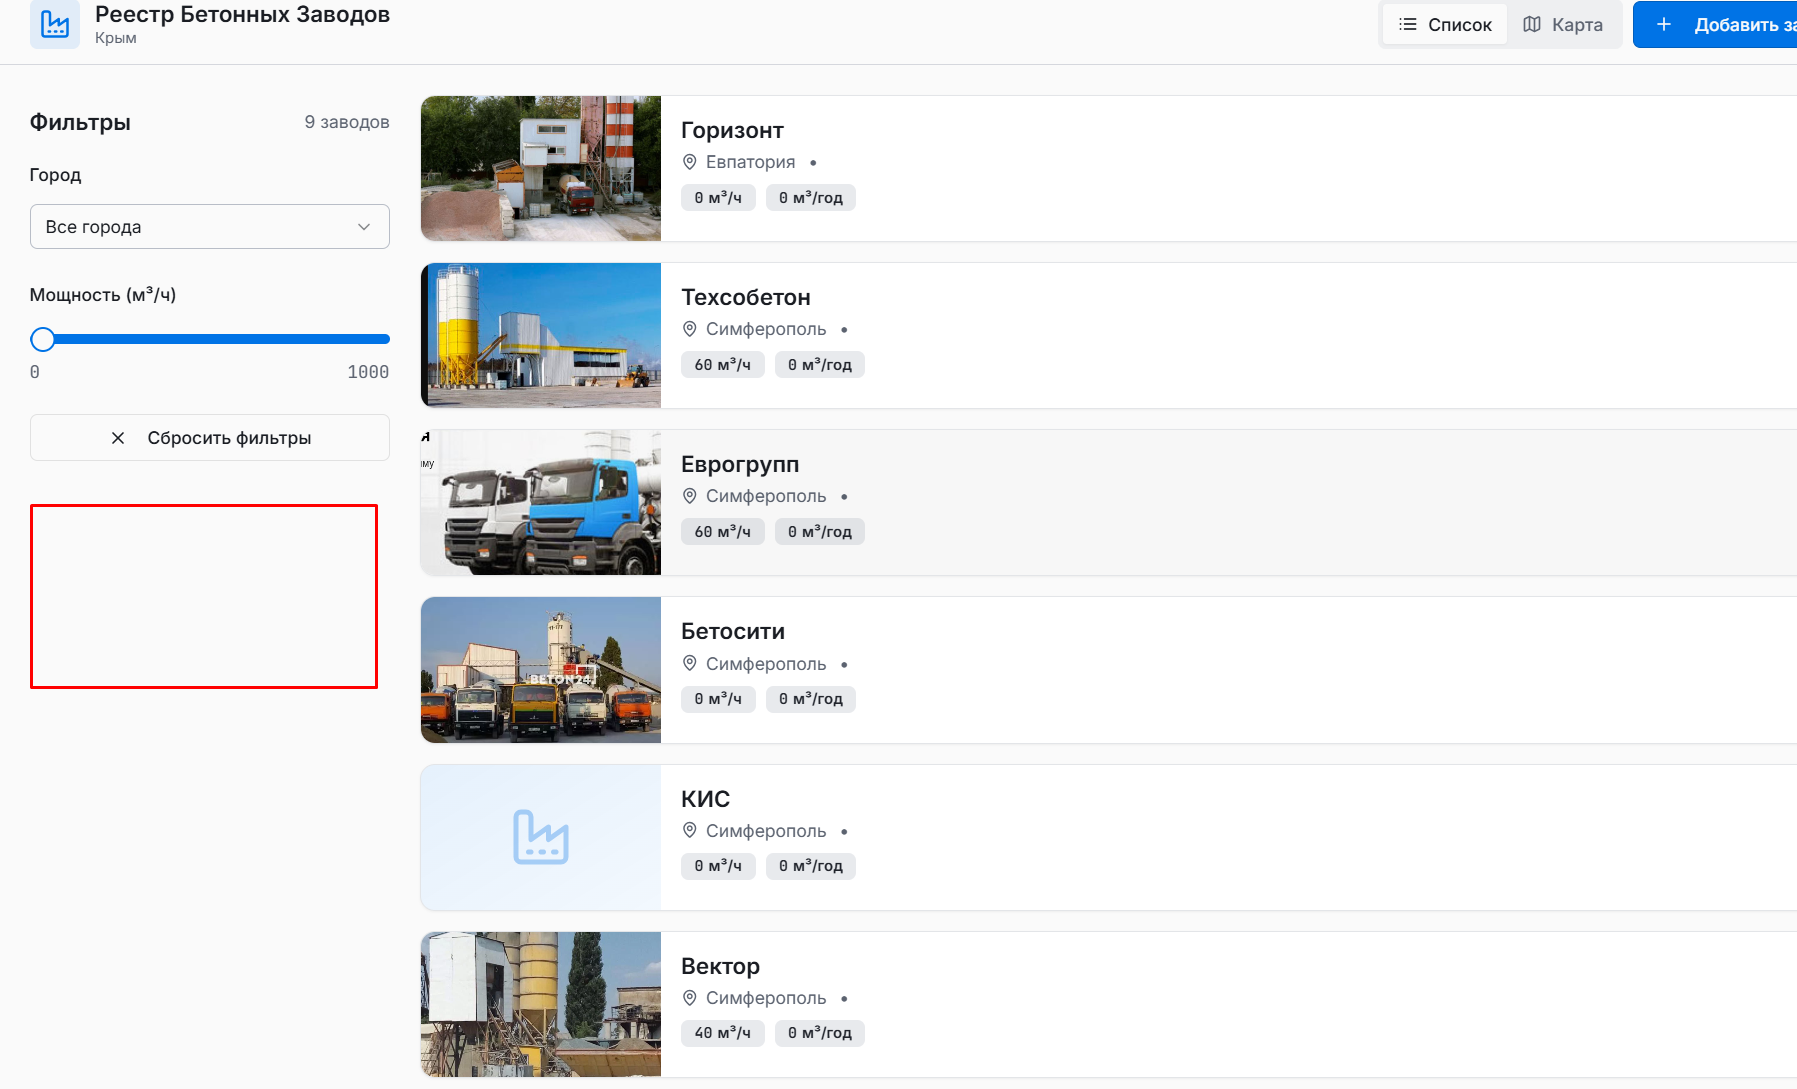 Реестр Бетонных Заводов
Крым
Список
Карта
Добавить за
Фильтры
9 заводов
Город
Все города
Мощность (м³/ч)
0
1000
Сбросить фильтры
Горизонт
Евпатория •
0 м³/ч
0 м³/год
Техсобетон
Симферополь •
60 м³/ч
0 м³/год
я
ыму
Еврогрупп
Симферополь •
60 м³/ч
0 м³/год
BETON24
Бетосити
Симферополь •
0 м³/ч
0 м³/год
КИС
Симферополь •
0 м³/ч
0 м³/год
Вектор
Симферополь •
40 м³/ч
0 м³/год